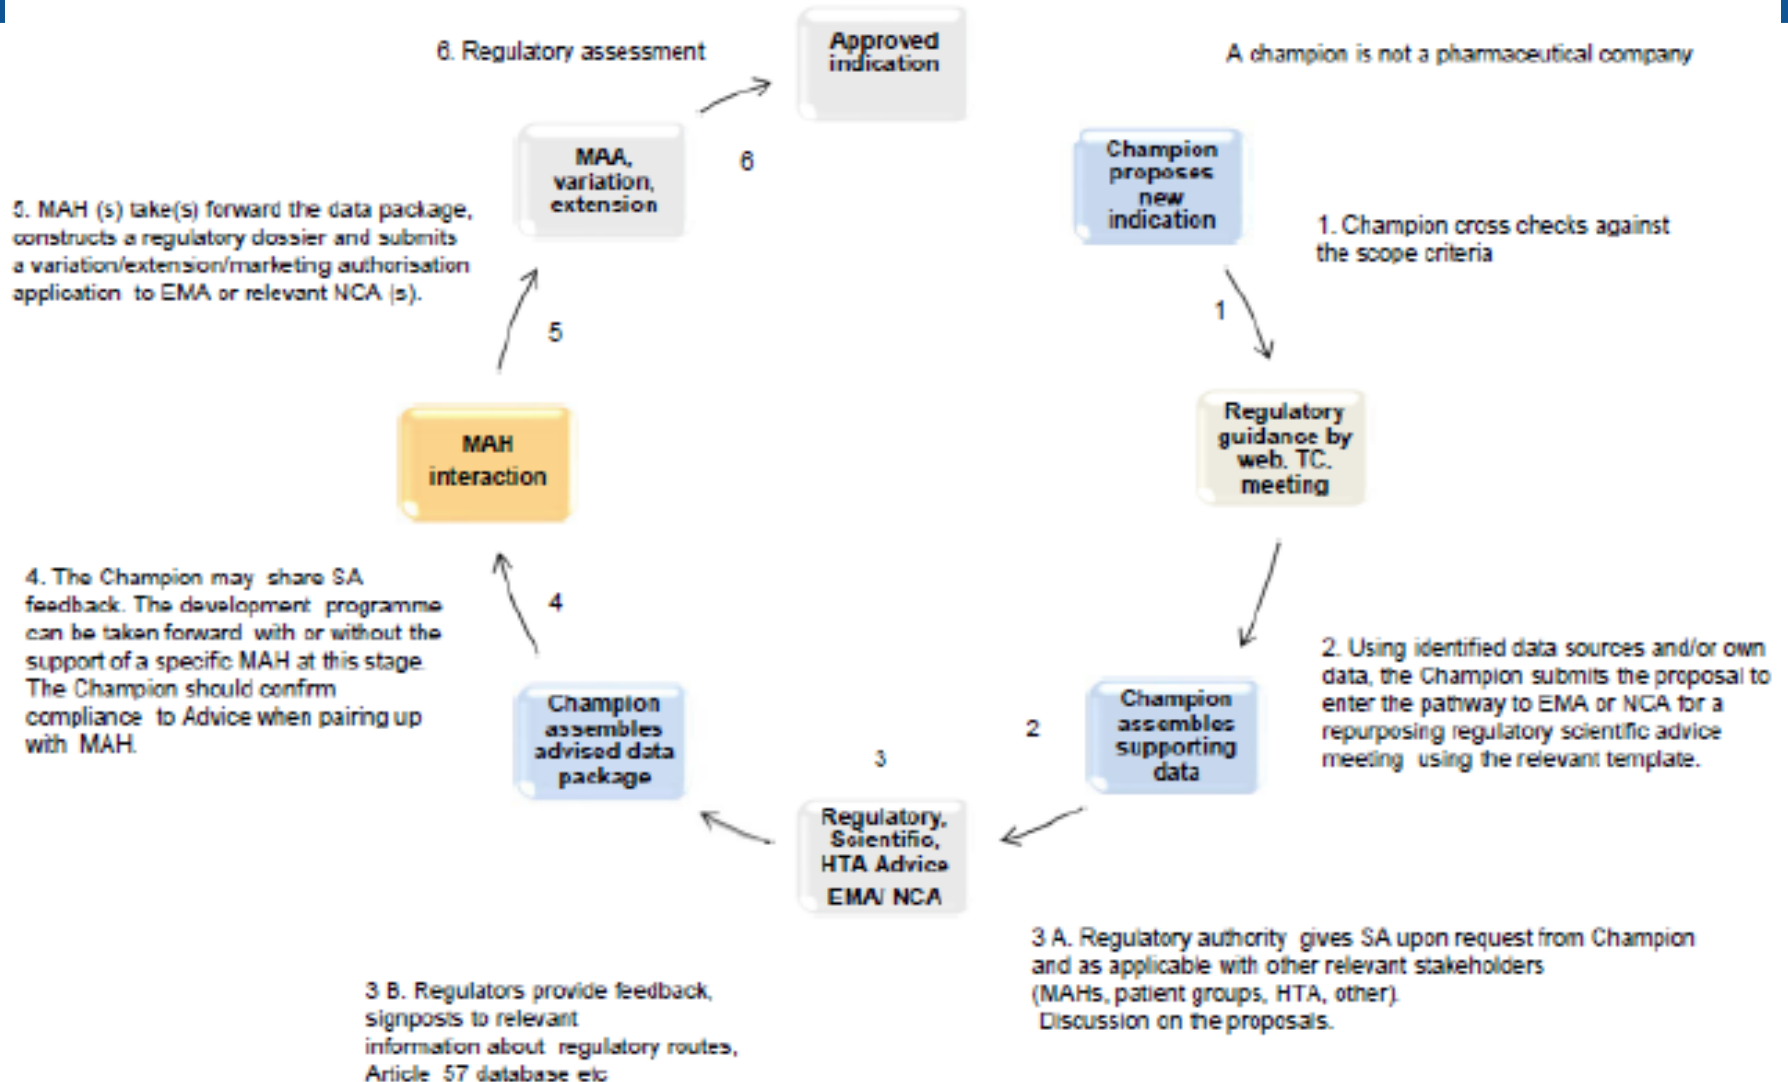 6. Regulatory assessment
Approved
indication
A champion is not a pharmaceutical company
MAA,
variation,
extension
6
Champion
proposes
new
indication
5. MAH (s) take(s) forward the data package,
constructs a regulatory dossier and submits
a variation/extension/marketing authorisation
application to EMA or relevant NCA (s).
1. Champion cross checks against
the scope criteria
1
5
MAH
interaction
Regulatory
guidance by
web, TC,
meeting
4. The Champion may share SA
feedback. The development programme
can be taken forward with or without the
support of a specific MAH at this stage.
The Champion should confirm
compliance to Advice when pairing up
with MAH.
4
Champion
assembles
advised data
package
3
2
Champion
assembles
supporting
data
2. Using identified data sources and/or own
data, the Champion submits the proposal to
enter the pathway to EMA or NCA for a
repurposing regulatory scientific advice
meeting using the relevant template.
Regulatory,
Scientific,
HTA Advice
EMA/ NCA
3 A. Regulatory authority gives SA upon request from Champion
and as applicable with other relevant stakeholders
(MAHs, patient groups, HTA, other).
Discussion on the proposals.
3 B. Regulators provide feedback,
signposts to relevant
information about regulatory routes,
Article 57 database etc